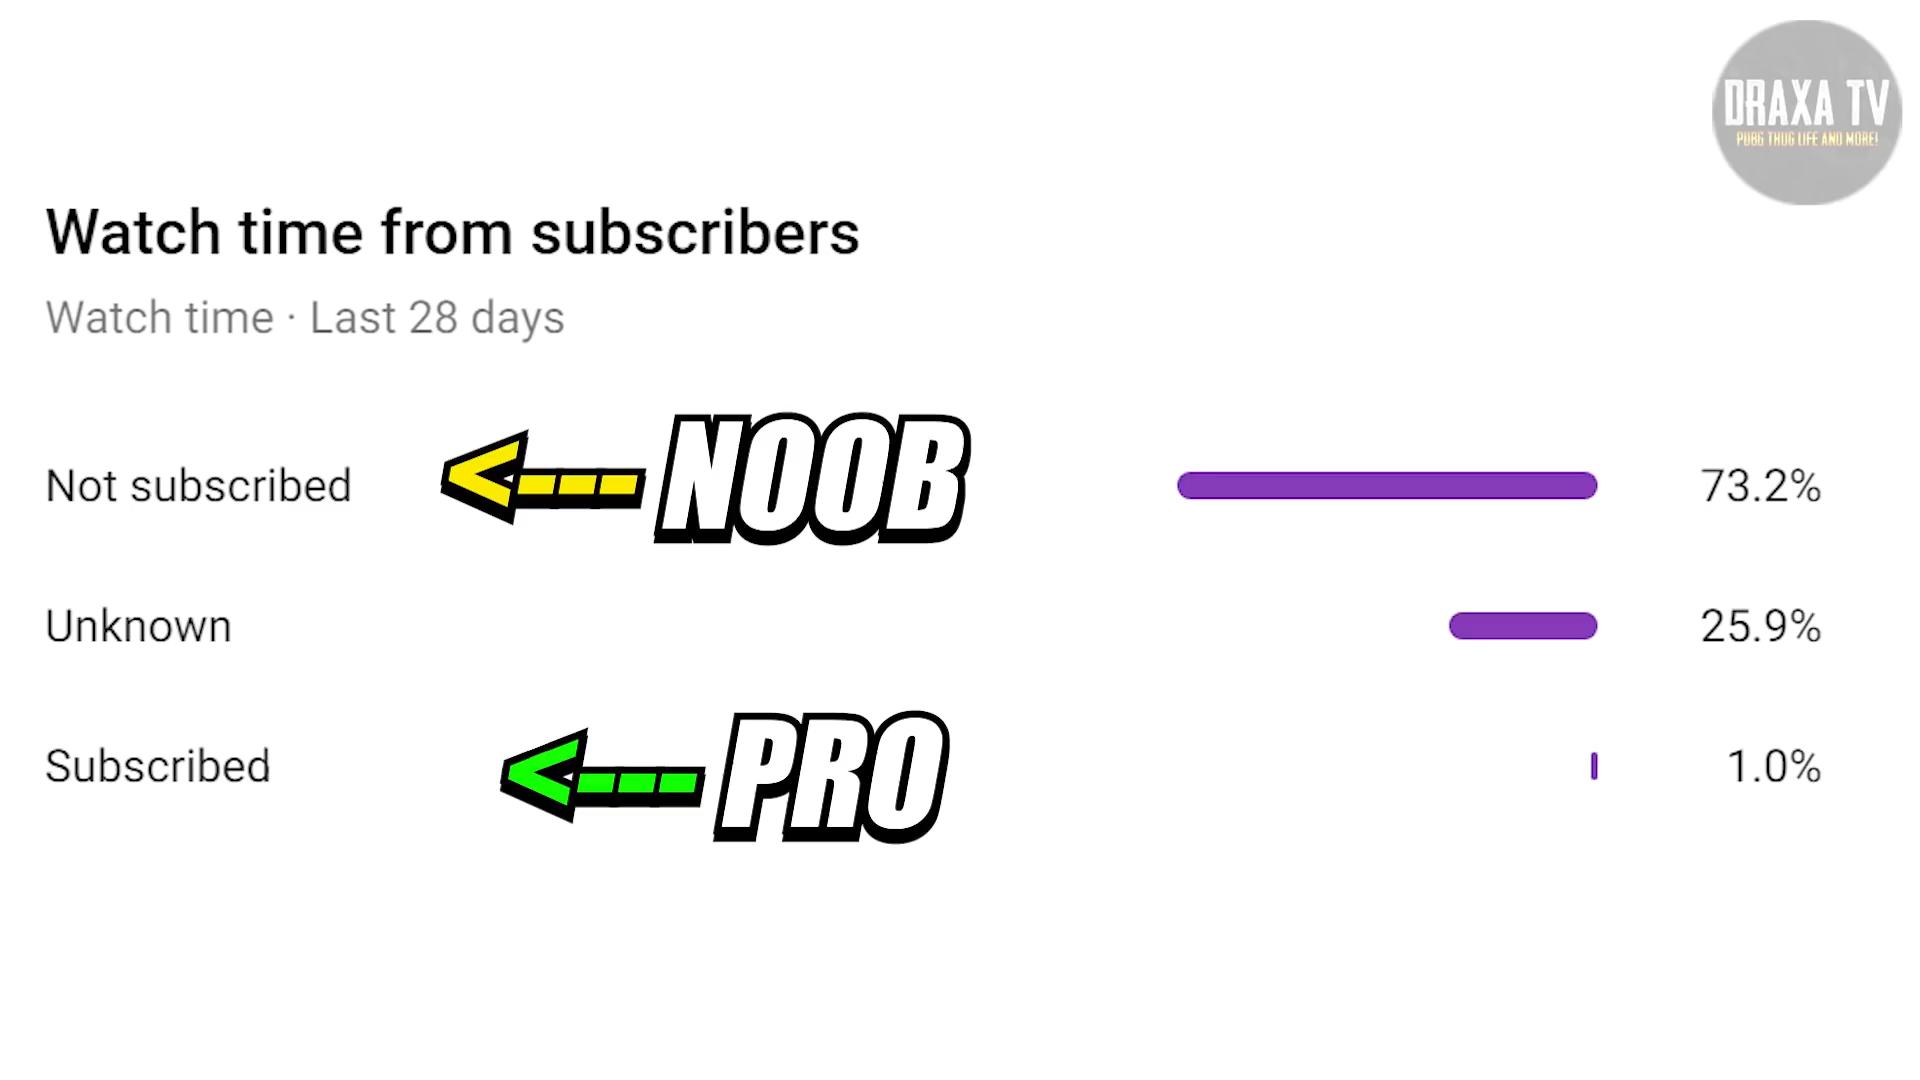 DRAXA TV
PUBG THUG LIFE AND MORE!
Watch time from subscribers
Watch time · Last 28 days
Not subscribed NOOB 73.2%
Unknown 25.9%
Subscribed PRO 1.0%